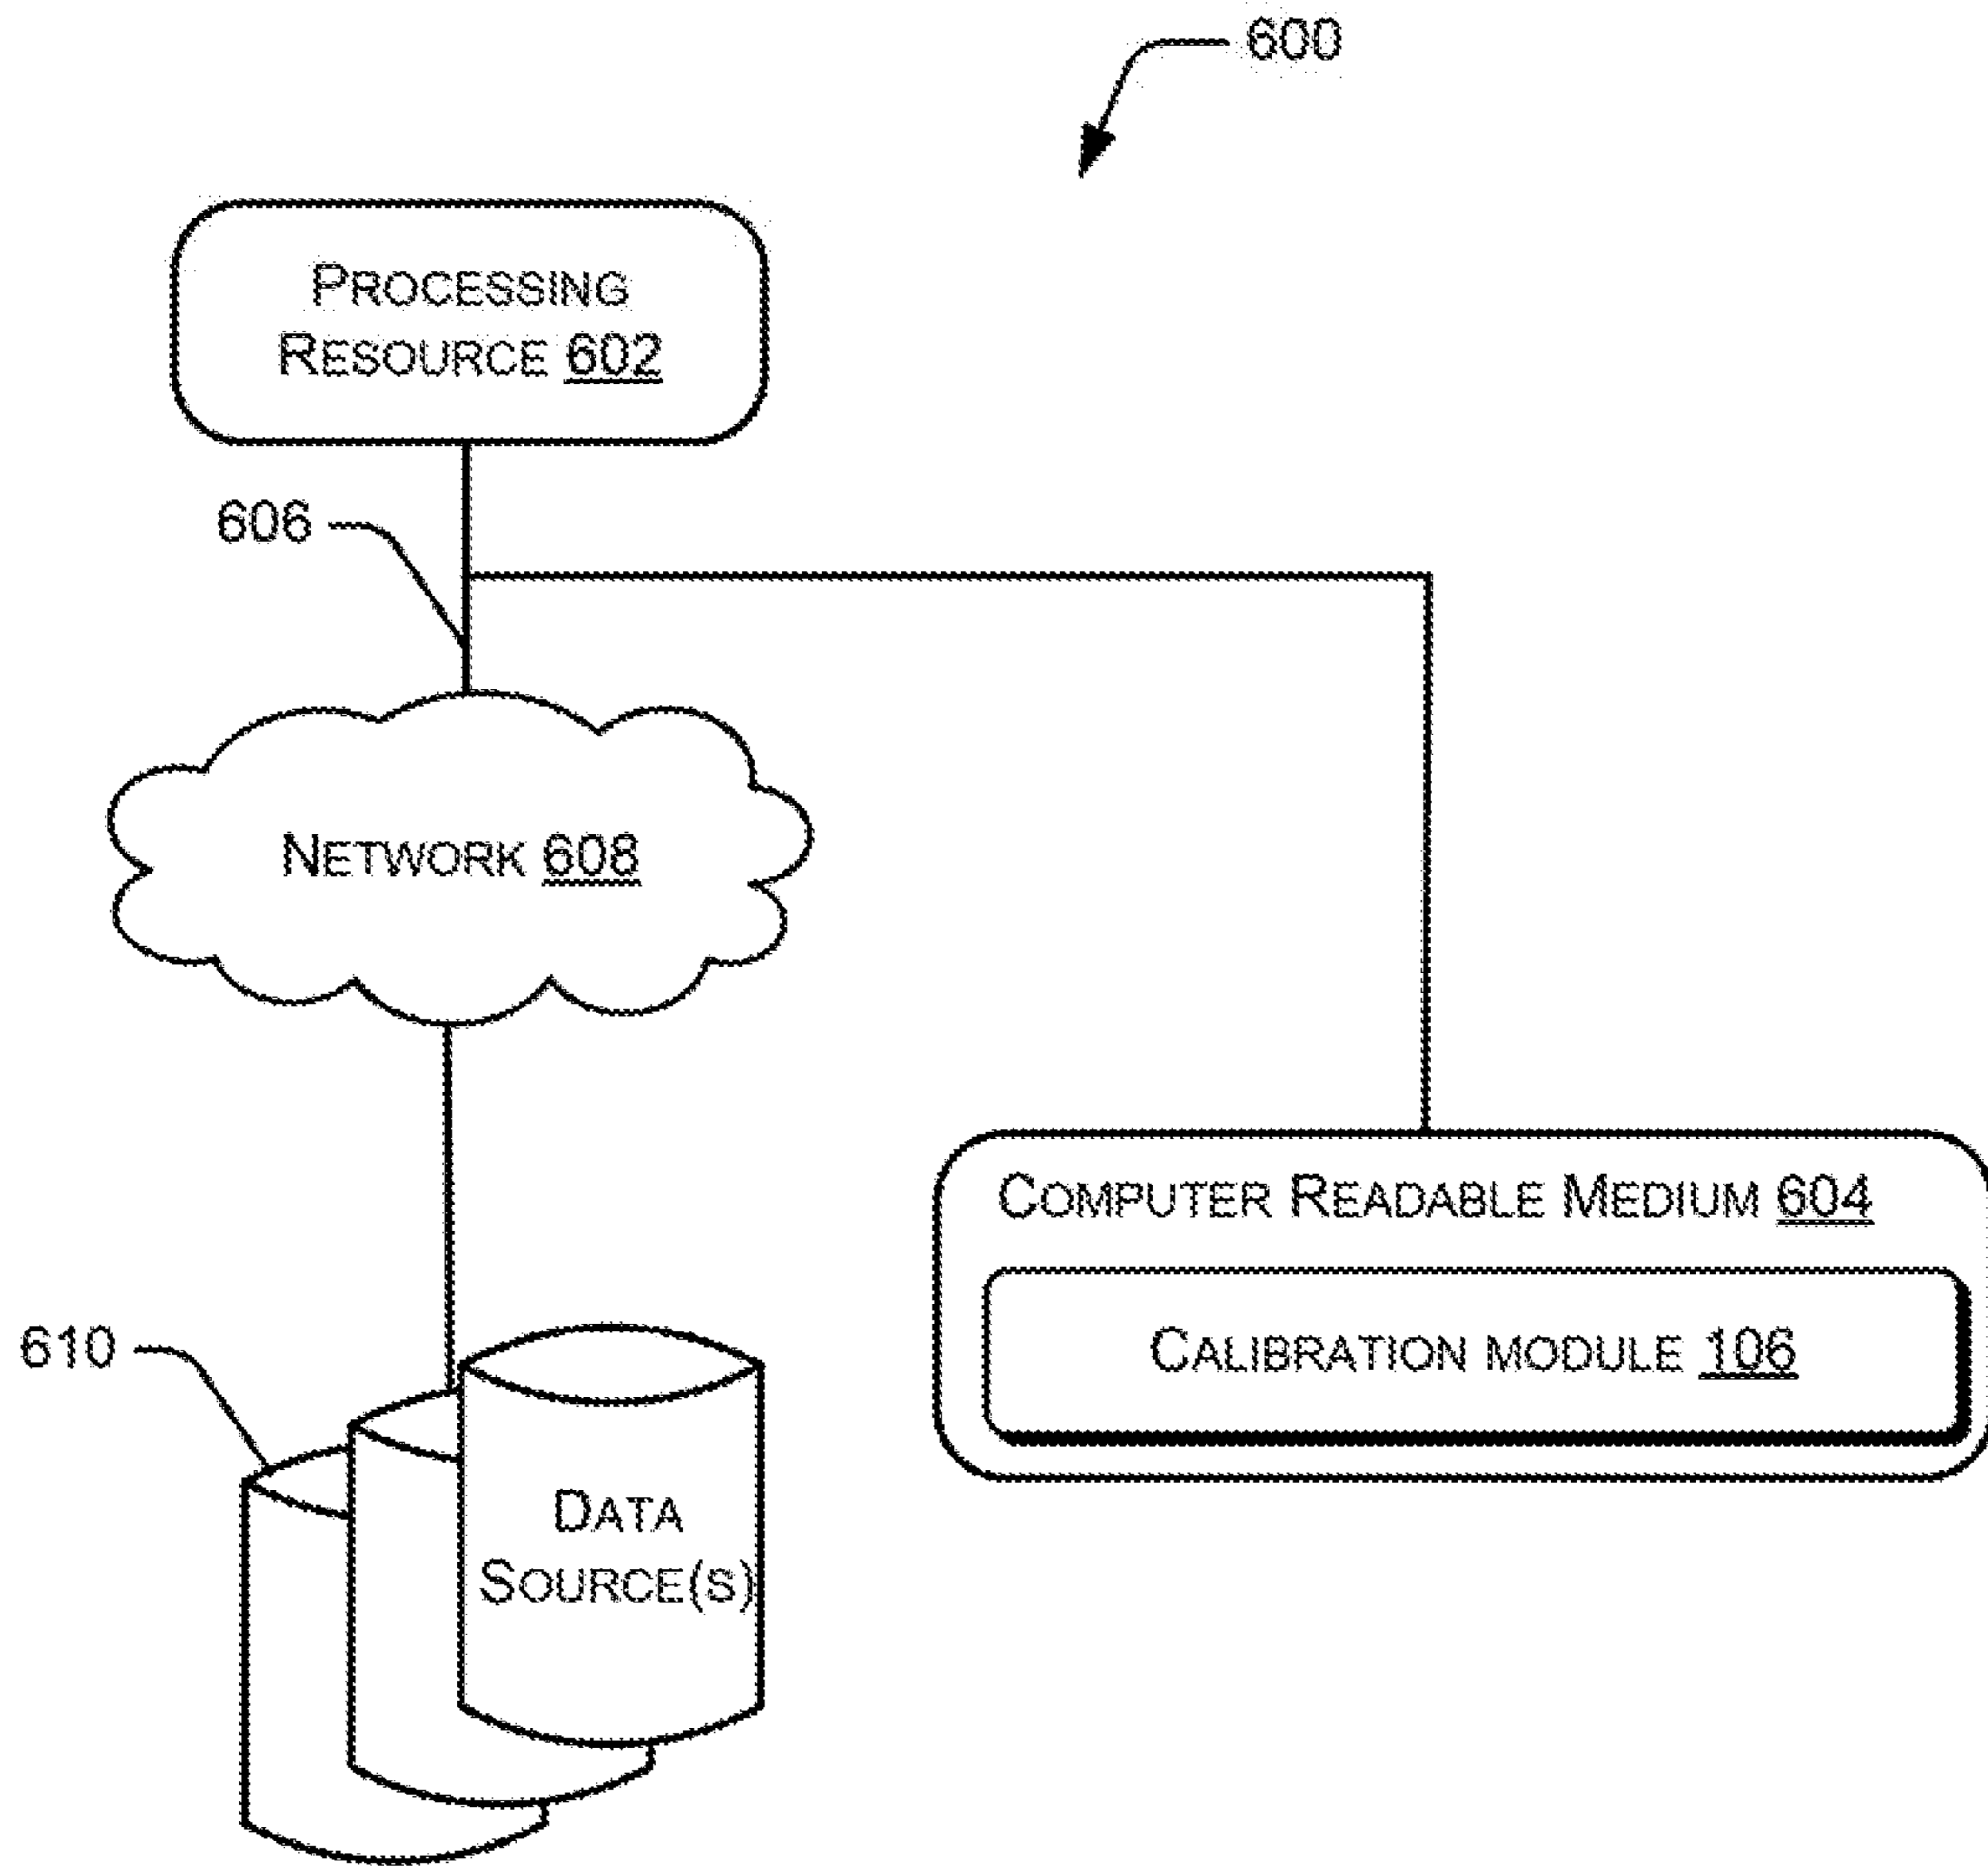 600
PROCESSING
RESOURCE 602
606
NETWORK 608
COMPUTER READABLE MEDIUM 604
CALIBRATION MODULE 106
610
DATA
SOURCE(S)